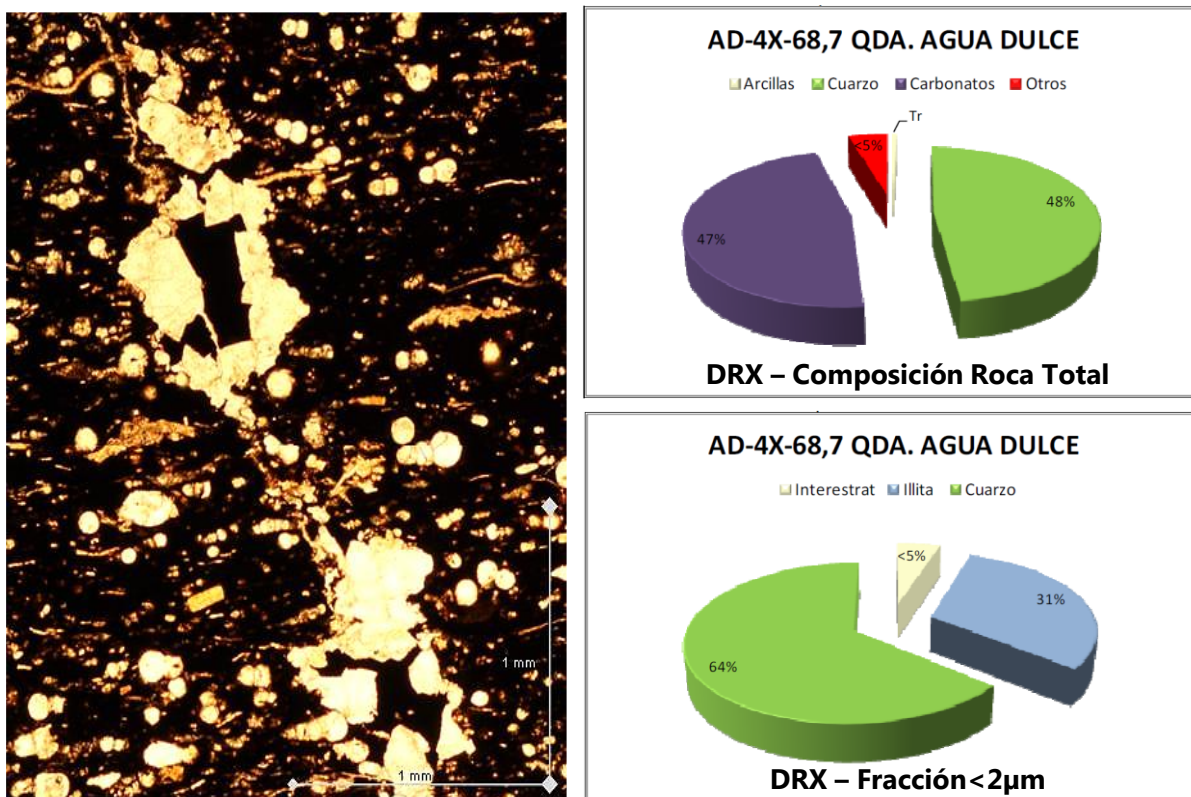 1 mm
1 mm
AD-4X-68,7 QDA. AGUA DULCE
Arcillas Cuarzo Carbonatos Otros
Tr
<5%
48%
47%
DRX – Composición Roca Total
AD-4X-68,7 QDA. AGUA DULCE
Interestrat Illita Cuarzo
<5%
31%
64%
DRX – Fracción<2µm